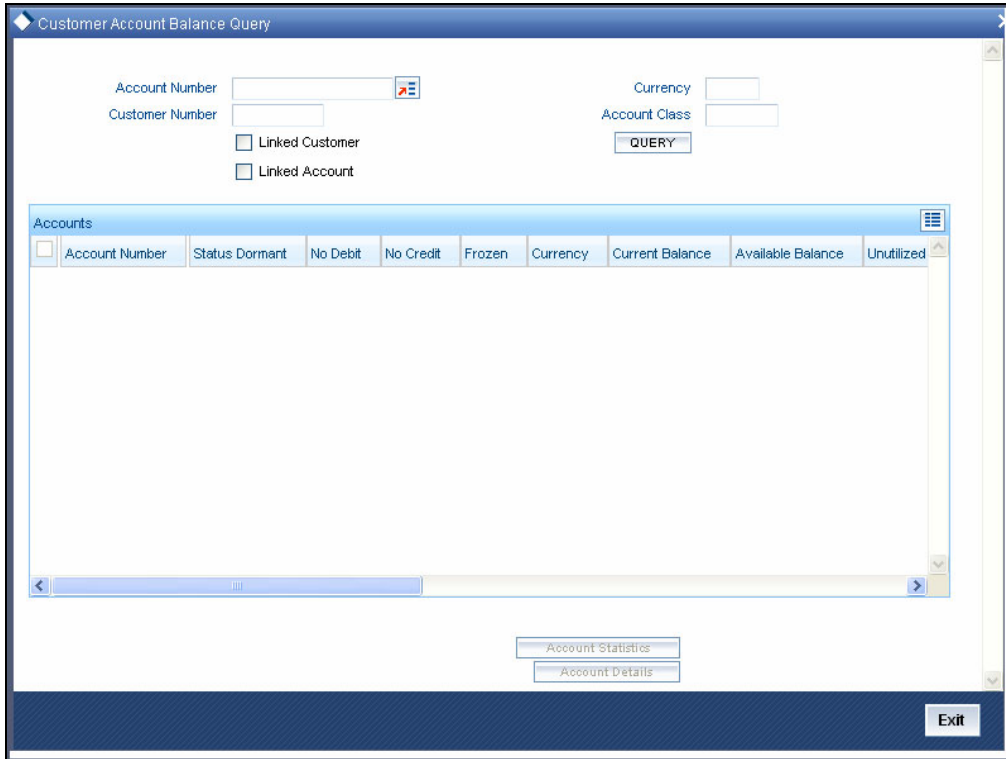 Customer Account Balance Query
Account Number
Currency
Customer Number
Account Class
Linked Customer
QUERY
Linked Account
Accounts
Account Number Status Dormant No Debit No Credit Frozen Currency Current Balance Available Balance Unutilized
Account Statistics
Account Details
Exit